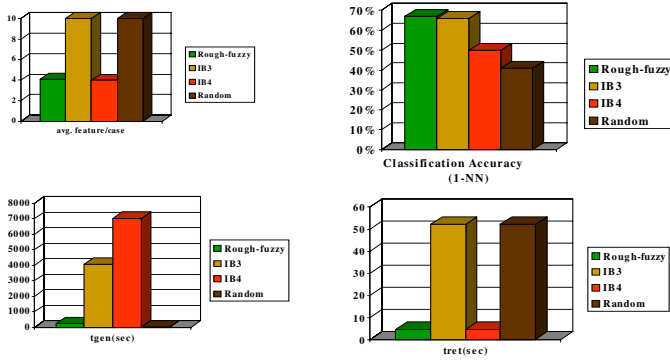 10
8
6
4
2
0
avg. feature/case
Rough-fuzzy
IB3
IB4
Random
70%
60%
50%
40%
30%
20%
10%
0%
Classification Accuracy
(1-NN)
Rough-fuzzy
IB3
IB4
Random
8000
7000
6000
5000
4000
3000
2000
1000
0
tgen(sec)
Rough-fuzzy
IB3
IB4
Random
60
50
40
30
20
10
0
tret(sec)
Rough-fuzzy
IB3
IB4
Random